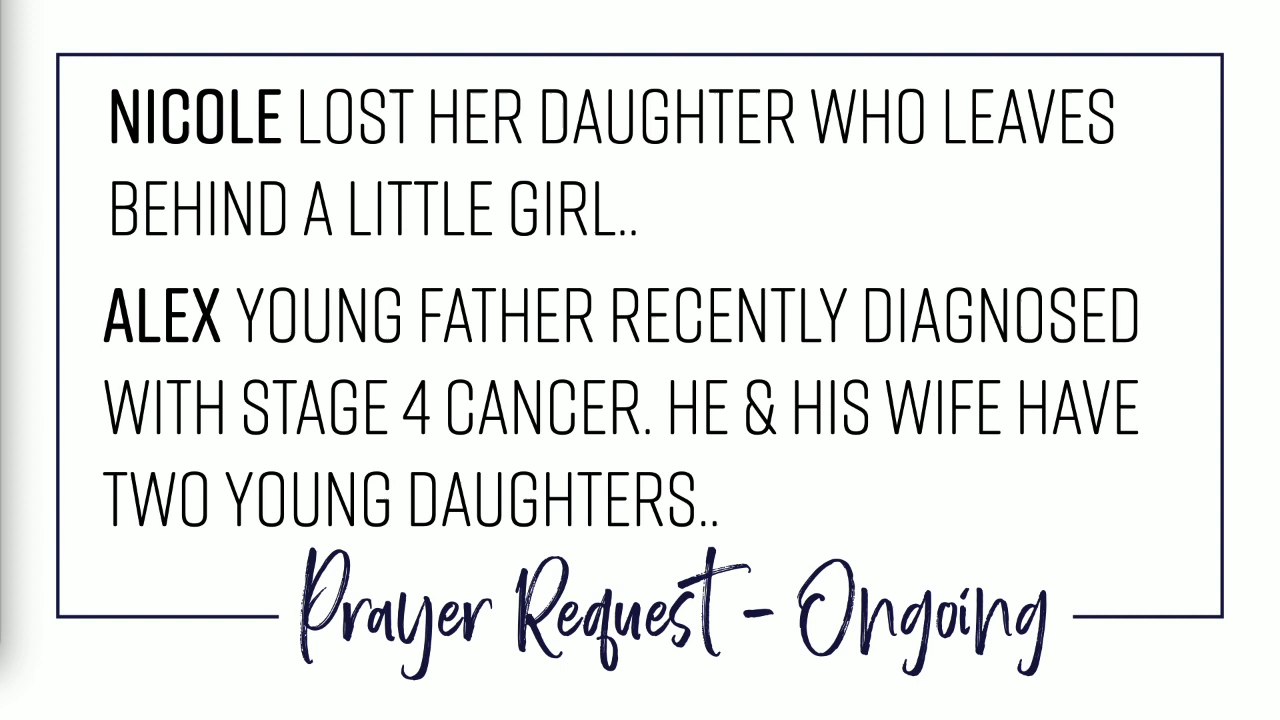 NICOLE LOST HER DAUGHTER WHO LEAVES
BEHIND A LITTLE GIRL..
ALEX YOUNG FATHER RECENTLY DIAGNOSED
WITH STAGE 4 CANCER. HE & HIS WIFE HAVE
TWO YOUNG DAUGHTERS..
Prayer Request - Ongoing